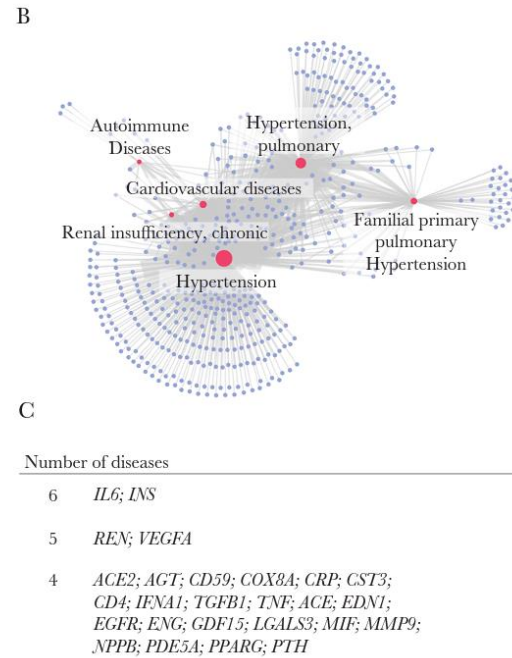 B
Autoimmune
Diseases
Hypertension,
pulmonary
Cardiovascular diseases
Renal insufficiency, chronic
Familial primary
pulmonary
Hypertension
Hypertension
C
Number of diseases
6 IL6; INS
5 REN; VEGFA
4 ACE2; AGT; CD59; COX8A; CRP; CST3;
CD4; IFNA1; TGFB1; TNF; ACE; EDN1;
EGFR; ENG; GDF15; LGALS3; MIF; MMP9;
NPPB; PDE5A; PPARG; PTH